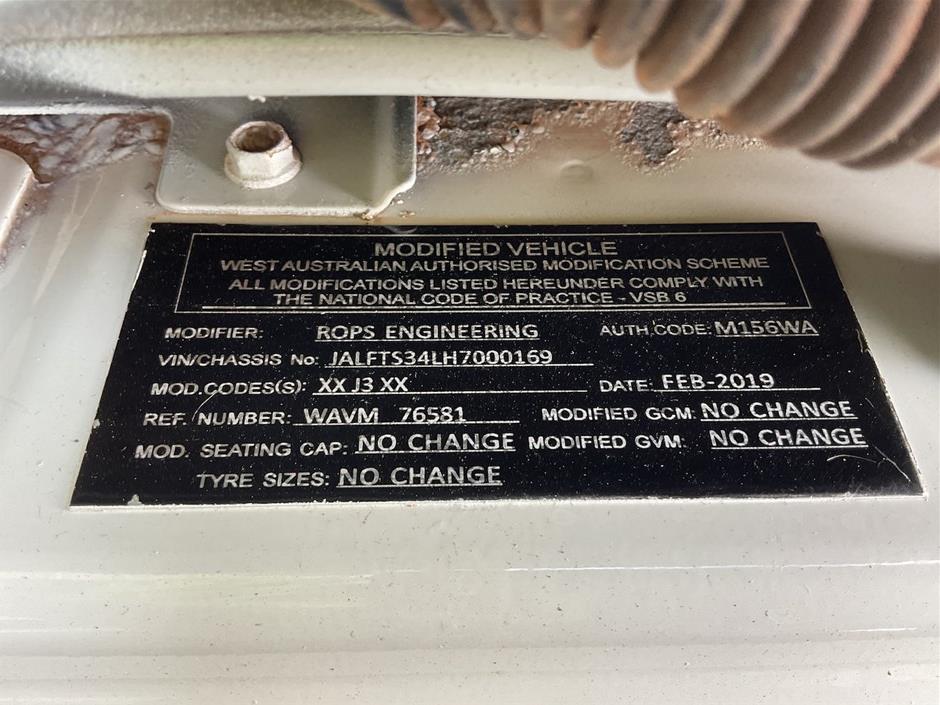 MODIFIED VEHICLE
WEST AUSTRALIAN AUTHORISED MODIFICATION SCHEME
ALL MODIFICATIONS LISTED HEREUNDER COMPLY WITH
THE NATIONAL CODE OF PRACTICE - VSB 6
MODIFIER: ROPS ENGINEERING AUTH.CODE: M156WA
VIN/CHASSIS No: JALFTS34LH7000169
MOD.CODES(S): XX J3 XX DATE: FEB-2019
REF. NUMBER: WAVM 76581 MODIFIED GCM: NO CHANGE
MOD. SEATING CAP: NO CHANGE MODIFIED GVM: NO CHANGE
TYRE SIZES: NO CHANGE